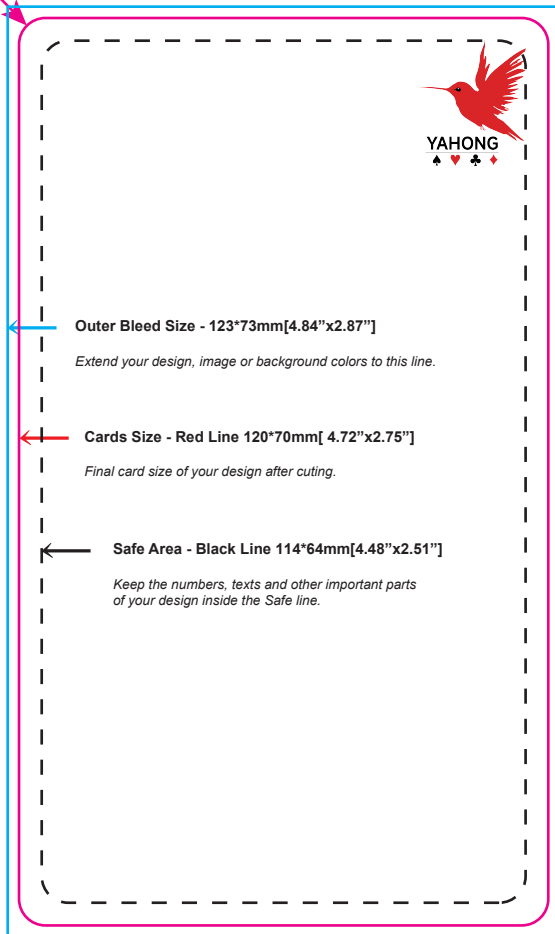 YAHONG
Outer Bleed Size - 123*73mm[4.84”x2.87”]
Extend your design, image or background colors to this line.
Cards Size - Red Line 120*70mm[ 4.72”x2.75”]
Final card size of your design after cuting.
Safe Area - Black Line 114*64mm[4.48”x2.51”]
Keep the numbers, texts and other important parts
of your design inside the Safe line.